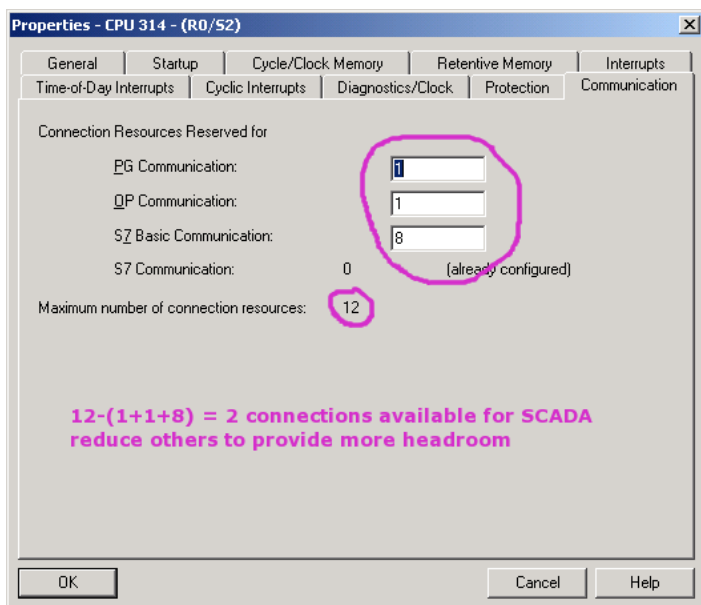 Properties - CPU 314 - (R0/S2)
General Startup Cycle/Clock Memory Retentive Memory Interrupts
Time-of-Day Interrupts Cyclic Interrupts Diagnostics/Clock Protection Communication
Connection Resources Reserved for
PG Communication: 1
OP Communication: 1
S7 Basic Communication: 8
S7 Communication: 0 (already configured)
Maximum number of connection resources: 12
12-(1+1+8) = 2 connections available for SCADA
reduce others to provide more headroom
OK Cancel Help